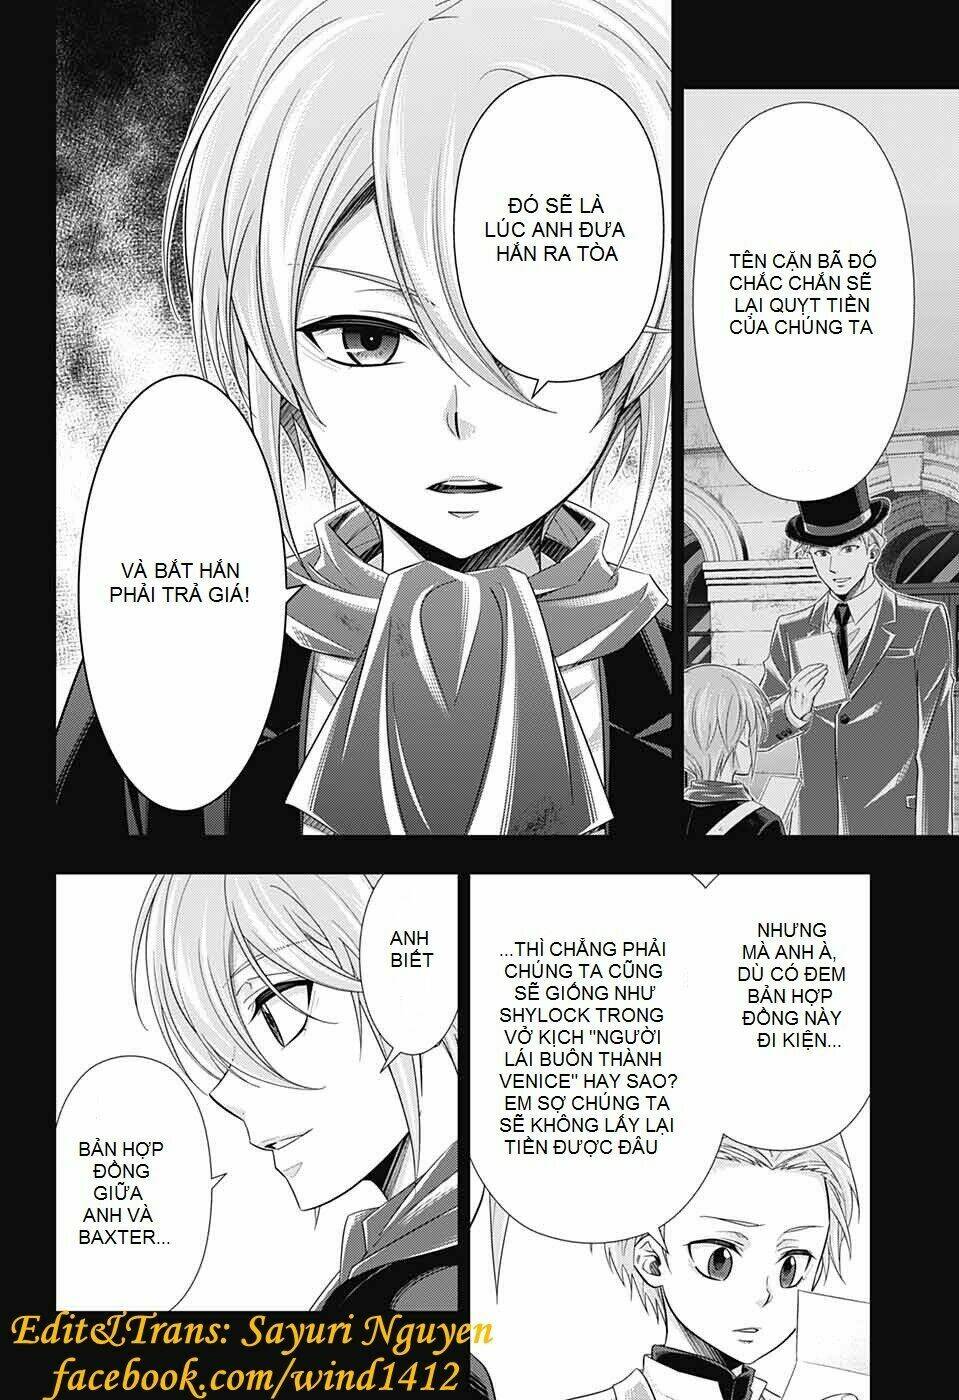 TÊN CẶN BÃ ĐÓ
CHẮC CHẮN SẼ
LẠI QUỴT TIỀN
CỦA CHÚNG TA
ĐÓ SẼ LÀ
LÚC ANH ĐƯA
HẮN RA TÒA
VÀ BẮT HẮN
PHẢI TRẢ GIÁ!
NHƯNG
MÀ ANH À,
DÙ CÓ ĐEM
BẢN HỢP
ĐỒNG NÀY
ĐI KIỆN...
...THÌ CHẲNG PHẢI
CHÚNG TA CŨNG
SẼ GIỐNG NHƯ
SHYLOCK TRONG
VỞ KỊCH "NGƯỜI
LÁI BUÔN THÀNH
VENICE" HAY SAO?
EM SỢ CHÚNG TA
SẼ KHÔNG LẤY LẠI
TIỀN ĐƯỢC ĐÂU
ANH
BIẾT
BẢN HỢP
ĐỒNG
GIỮA
ANH VÀ
BAXTER...
Edit&Trans: Sayuri Nguyen
facebook.com/wind1412